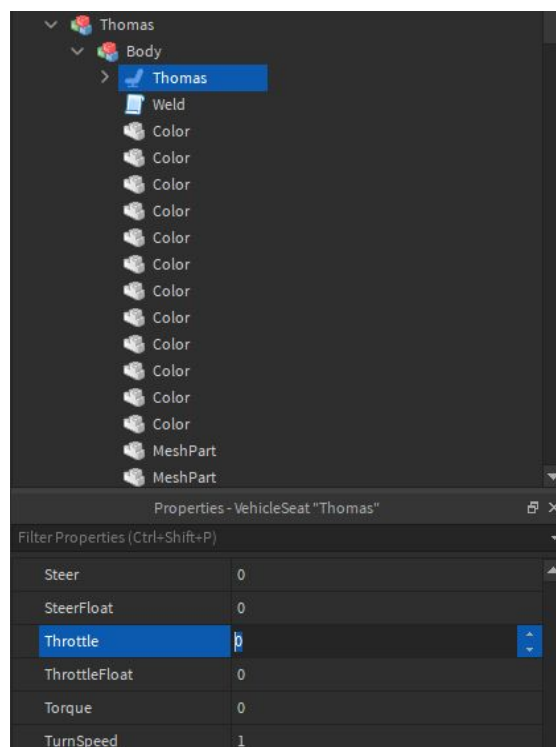 Thomas
Body
Thomas
Weld
Color
Color
Color
Color
Color
Color
Color
Color
Color
Color
Color
Color
MeshPart
MeshPart
Properties - VehicleSeat "Thomas"
Filter Properties (Ctrl+Shift+P)
Steer 0
SteerFloat 0
Throttle 0
ThrottleFloat 0
Torque 0
TurnSpeed 1